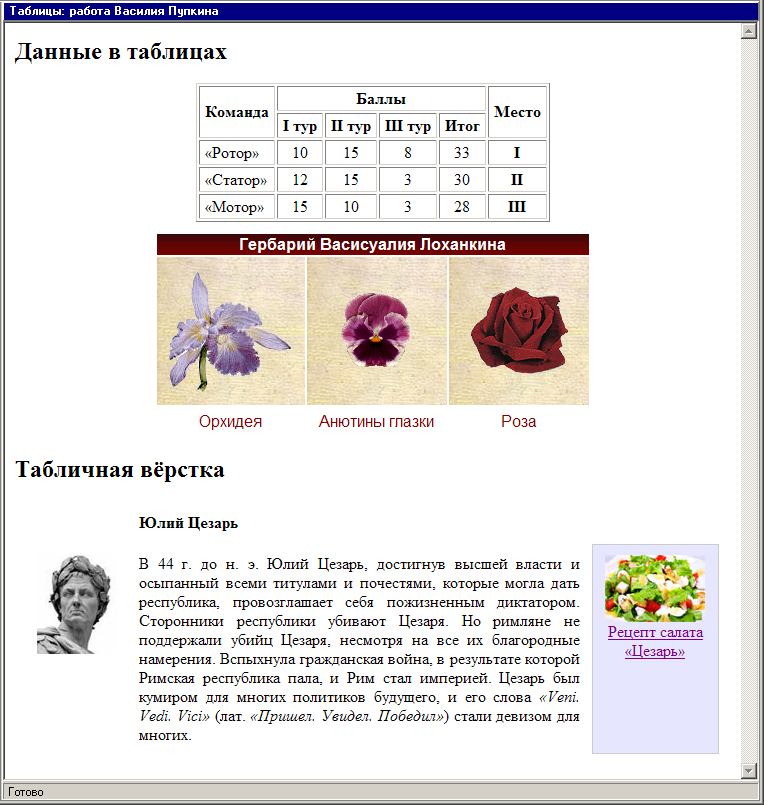 Таблицы: работа Василия Пупкина
Данные в таблицах
Команда Баллы Место
I тур II тур III тур Итог
«Ротор» 10 15 8 33 I
«Статор» 12 15 3 30 II
«Мотор» 15 10 3 28 III
Гербарий Васисуалия Лоханкина
Орхидея Анютины глазки Роза
Табличная вёрстка
Юлий Цезарь
В 44 г. до н. э. Юлий Цезарь, достигнув высшей власти и
осыпанный всеми титулами и почестями, которые могла дать
республика, провозглашает себя пожизненным диктатором.
Сторонники республики убивают Цезаря. Но римляне не
поддержали убийц Цезаря, несмотря на все их благородные
намерения. Вспыхнула гражданская война, в результате которой
Римская республика пала, и Рим стал империей. Цезарь был
кумиром для многих политиков будущего, и его слова «Veni.
Vedi. Vici» (лат. «Пришел. Увидел. Победил») стали девизом для
многих.
Рецепт салата
«Цезарь»
Готово